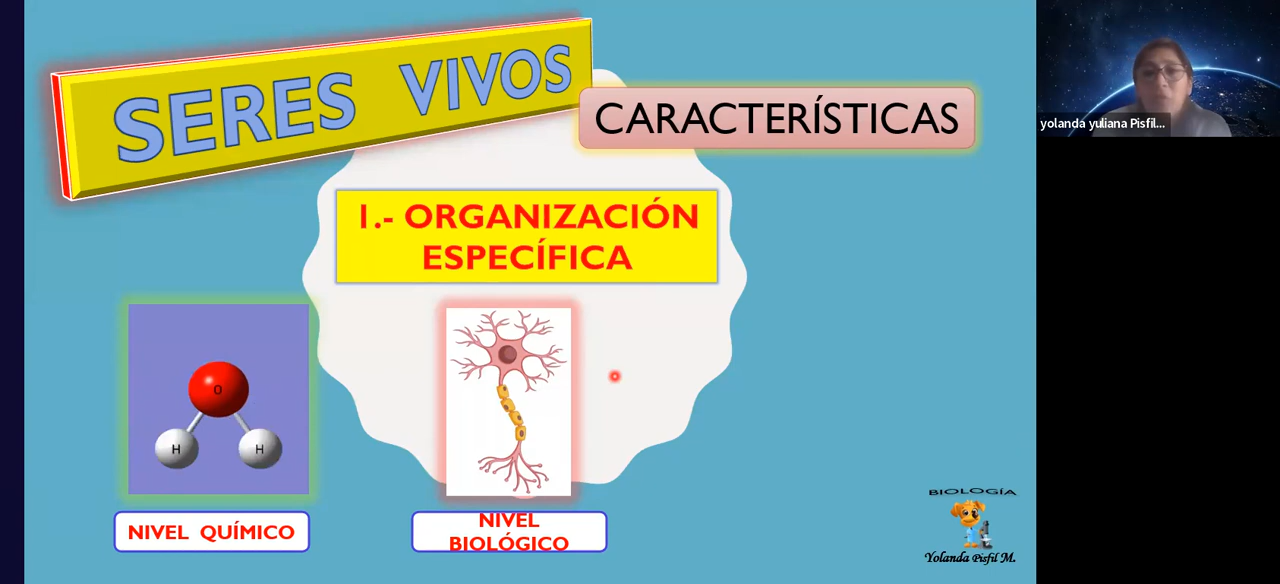 SERES VIVOS
CARACTERÍSTICAS
yolanda yuliana Pisfil...
1.- ORGANIZACIÓN
ESPECÍFICA
O
H H
NIVEL QUÍMICO
NIVEL
BIOLÓGICO
BIOLOGÍA
Yolanda Pisfil M.